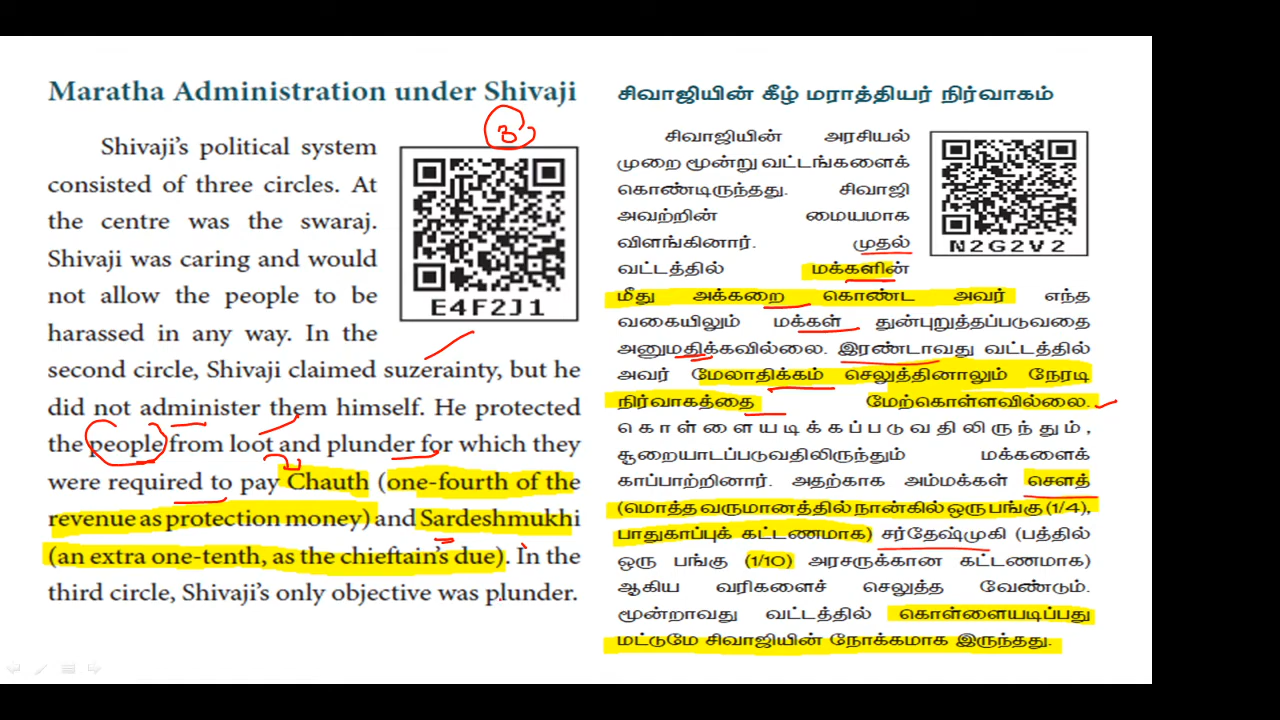 Maratha Administration under Shivaji
3
Shivaji's political system
consisted of three circles. At
the centre was the swaraj.
Shivaji was caring and would
not allow the people to be
harassed in any way. In the
E4F2J1
second circle, Shivaji claimed suzerainty, but he
did not administer them himself. He protected
the people from loot and plunder for which they
were required to pay Chauth (one-fourth of the
revenue as protection money) and Sardeshmukhi
(an extra one-tenth, as the chieftain's due). In the
third circle, Shivaji's only objective was plunder.
சிவாஜியின் கீழ் மராத்தியர் நிர்வாகம்
சிவாஜியின் அரசியல்
முறை மூன்று வட்டங்களைக்
கொண்டிருந்தது. சிவாஜி
அவற்றின் மையமாக
விளங்கினார். முதல்
வட்டத்தில் மக்களின்
N2G2V2
மீது அக்கறை கொண்ட அவர் எந்த
வகையிலும் மக்கள் துன்புறுத்தப்படுவதை
அனுமதிக்கவில்லை. இரண்டாவது வட்டத்தில்
அவர் மேலாதிக்கம் செலுத்தினாலும் நேரடி
நிர்வாகத்தை மேற்கொள்ளவில்லை.
கொள்ளையடிக்கப்படுவதிலிருந்தும்,
சூறையாடப்படுவதிலிருந்தும் மக்களைக்
காப்பாற்றினார். அதற்காக அம்மக்கள் சௌத்
(மொத்த வருமானத்தில் நான்கில் ஒரு பங்கு (1/4),
பாதுகாப்புக் கட்டணமாக) சர்தேஷ்முகி (பத்தில்
ஒரு பங்கு (1/10) அரசருக்கான கட்டணமாக)
ஆகிய வரிகளைச் செலுத்த வேண்டும்.
மூன்றாவது வட்டத்தில் கொள்ளையடிப்பது
மட்டுமே சிவாஜியின் நோக்கமாக இருந்தது.